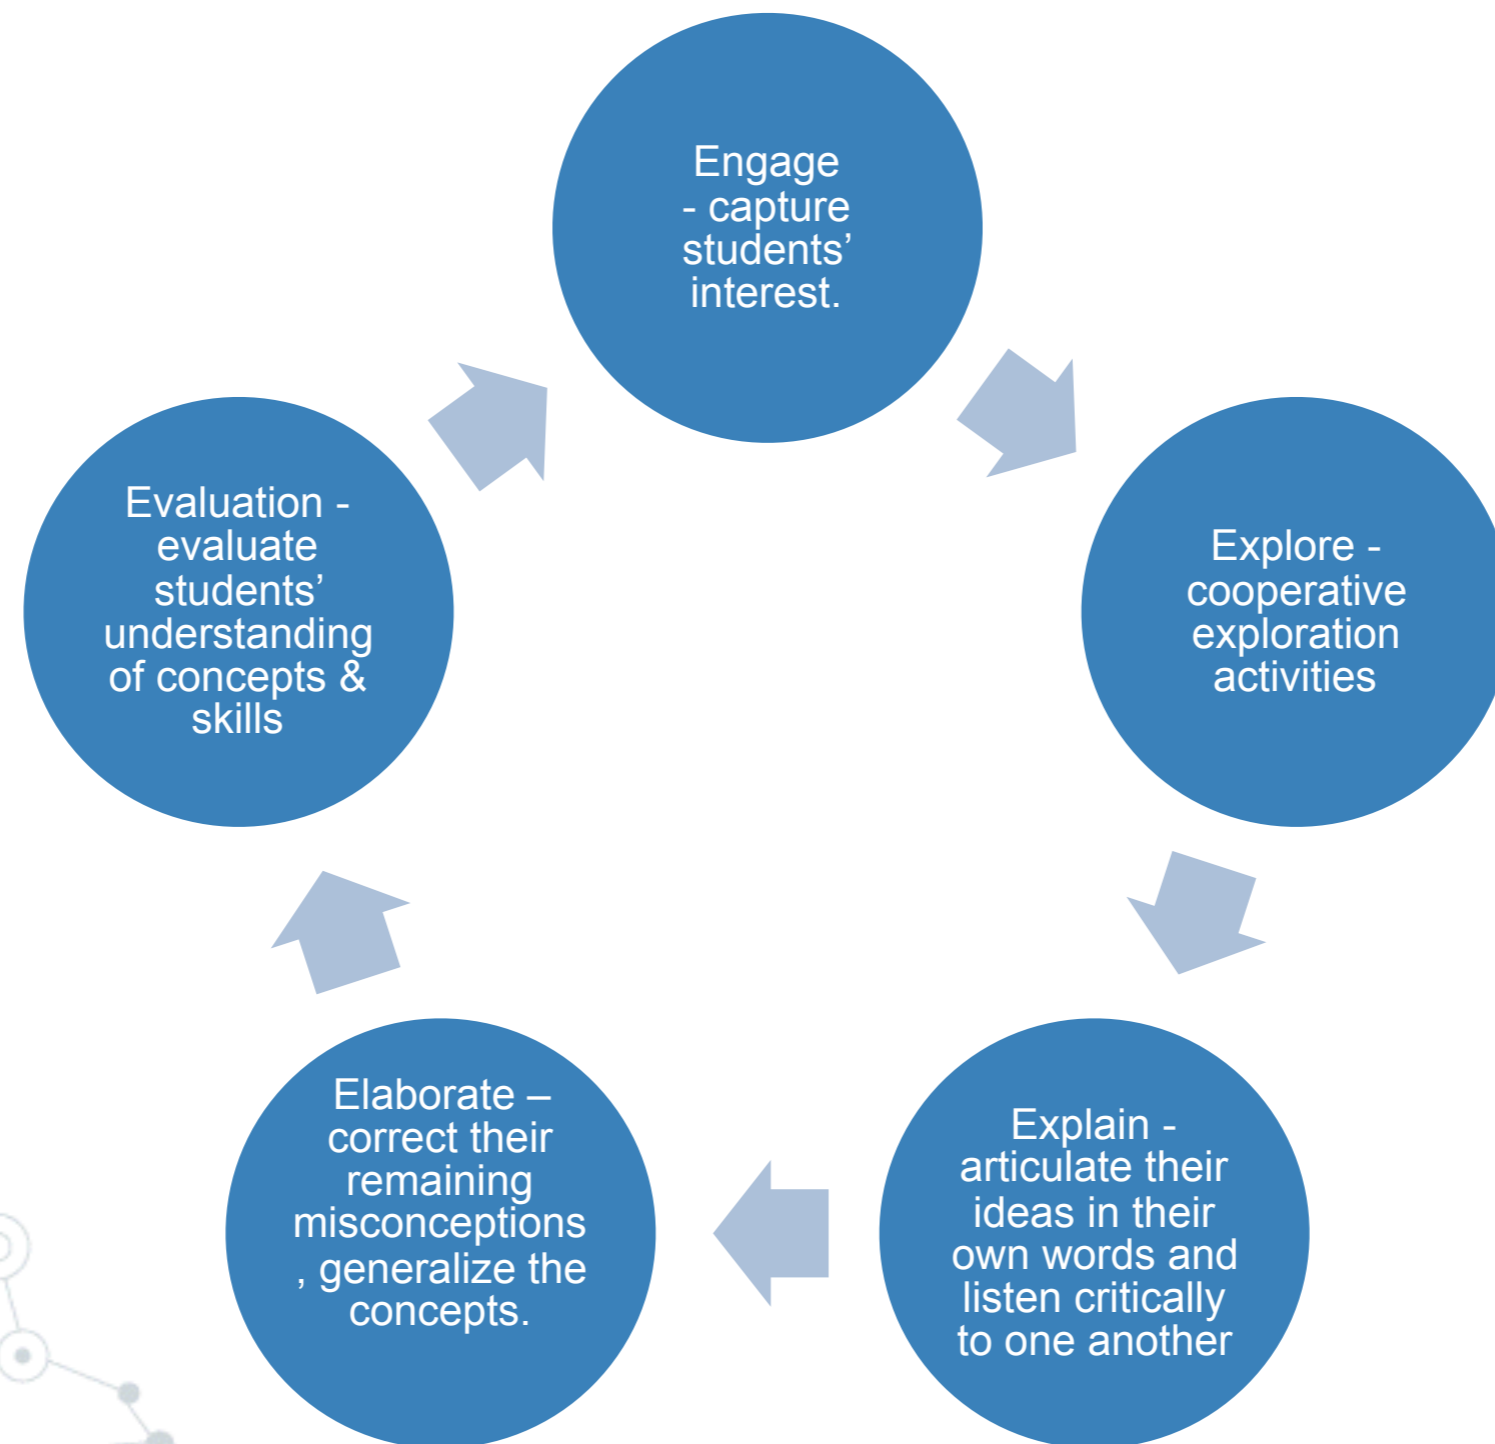 Engage
- capture
students’
interest.
Explore -
cooperative
exploration
activities
Explain -
articulate their
ideas in their
own words and
listen critically
to one another
Elaborate –
correct their
remaining
misconceptions
, generalize the
concepts.
Evaluation -
evaluate
students’
understanding
of concepts &
skills